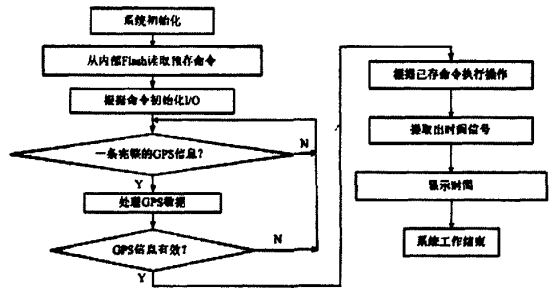 系统初始化
从内部Flash读取预存命令
根据命令初始化I/O
一条完整的GPS信息?
N
Y
处理GPS数据
GPS信息有效?
N
Y
根据已存命令执行操作
提取出时间信号
显示时间
系统工作结束